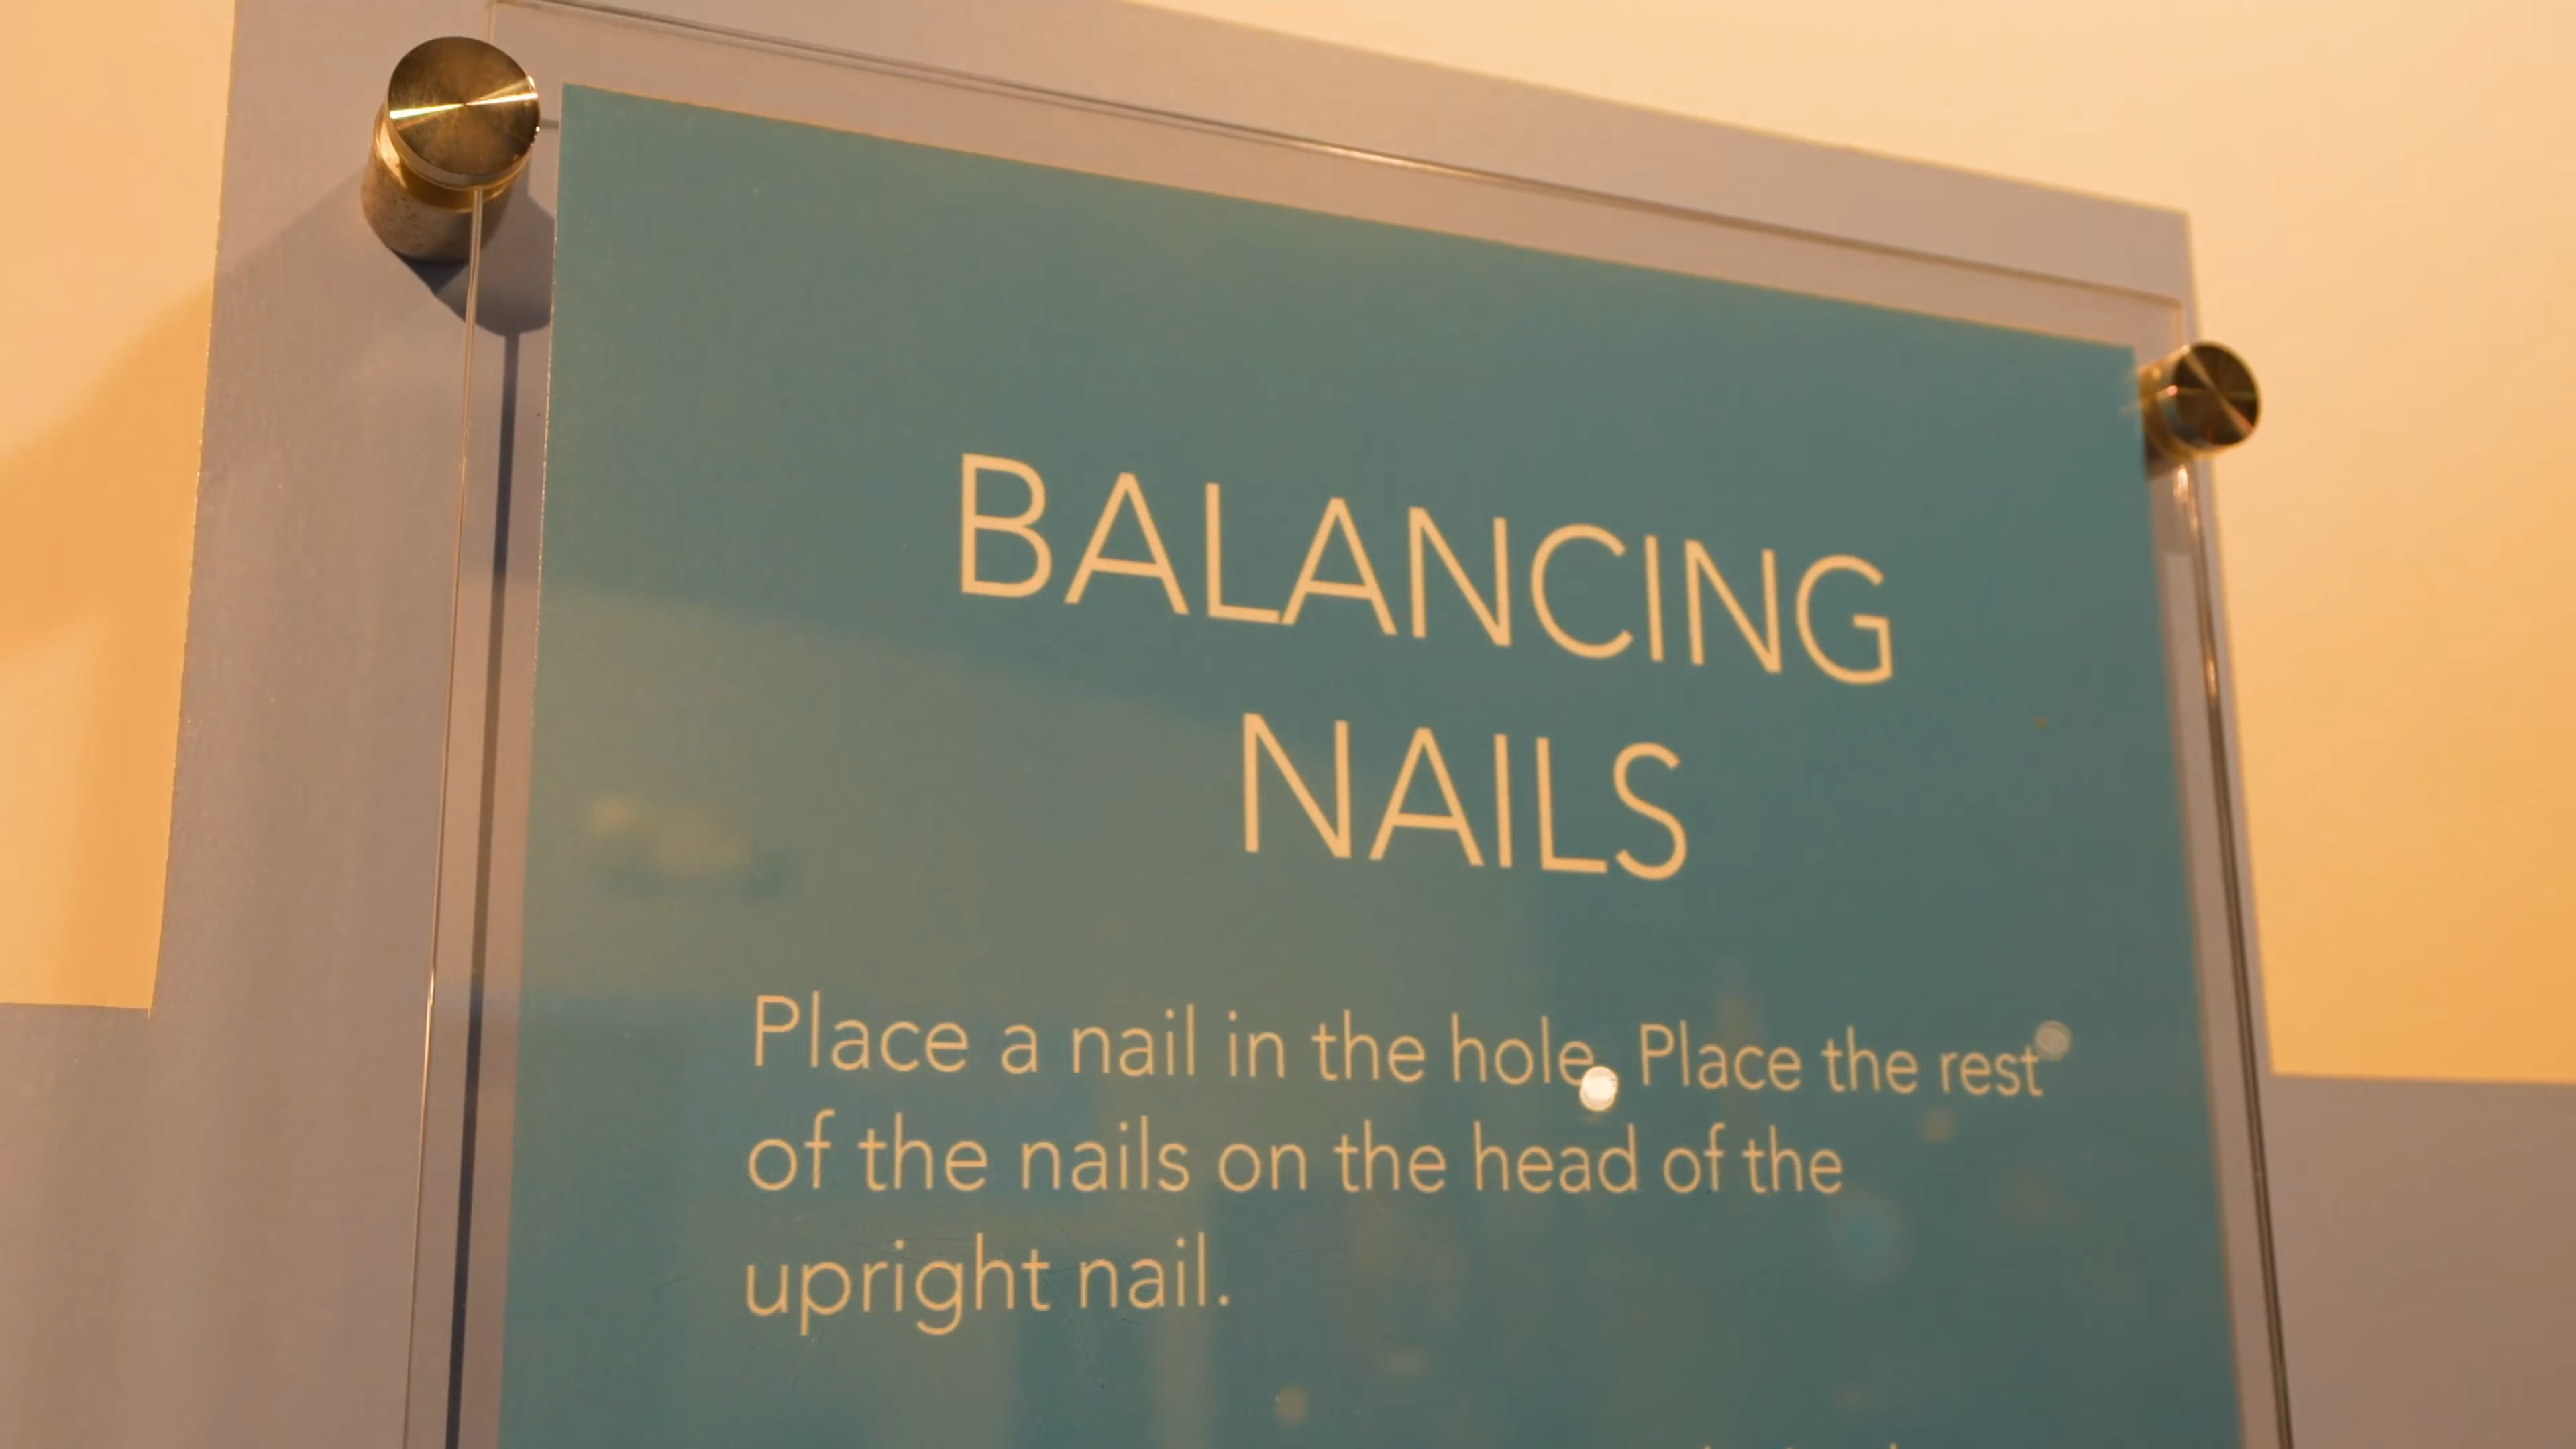 BALANCING
NAILS
Place a nail in the hole. Place the rest
of the nails on the head of the
upright nail.